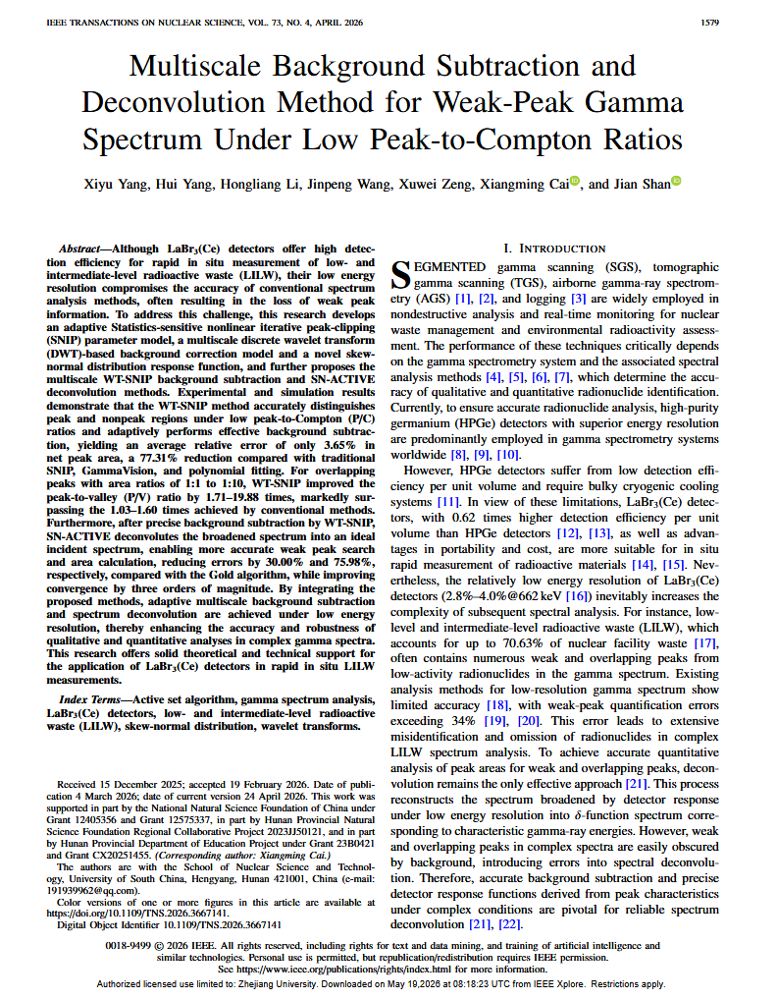 IEEE TRANSACTIONS ON NUCLEAR SCIENCE, VOL. 73, NO. 4, APRIL 2026
1579
Multiscale Background Subtraction and
Deconvolution Method for Weak-Peak Gamma
Spectrum Under Low Peak-to-Compton Ratios
Xiyu Yang, Hui Yang, Hongliang Li, Jinpeng Wang, Xuwei Zeng, Xiangming Cai, and Jian Shan
Abstract—Although LaBr3(Ce) detectors offer high detec-
tion efficiency for rapid in situ measurement of low- and
intermediate-level radioactive waste (LILW), their low energy
resolution compromises the accuracy of conventional spectrum
analysis methods, often resulting in the loss of weak peak
information. To address this challenge, this research develops
an adaptive Statistics-sensitive nonlinear iterative peak-clipping
(SNIP) parameter model, a multiscale discrete wavelet transform
(DWT)-based background correction model and a novel skew-
normal distribution response function, and further proposes the
multiscale WT-SNIP background subtraction and SN-ACTIVE
deconvolution methods. Experimental and simulation results
demonstrate that the WT-SNIP method accurately distinguishes
peak and nonpeak regions under low peak-to-Compton (P/C)
ratios and adaptively performs effective background subtrac-
tion, yielding an average relative error of only 3.65% in
net peak area, a 77.31% reduction compared with traditional
SNIP, GammaVision, and polynomial fitting. For overlapping
peaks with area ratios of 1:1 to 1:10, WT-SNIP improved the
peak-to-valley (P/V) ratio by 1.71–19.88 times, markedly sur-
passing the 1.03–1.60 times achieved by conventional methods.
Furthermore, after precise background subtraction by WT-SNIP,
SN-ACTIVE deconvolutes the broadened spectrum into an ideal
incident spectrum, enabling more accurate weak peak search
and area calculation, reducing errors by 30.00% and 75.98%,
respectively, compared with the Gold algorithm, while improving
convergence by three orders of magnitude. By integrating the
proposed methods, adaptive multiscale background subtraction
and spectrum deconvolution are achieved under low energy
resolution, thereby enhancing the accuracy and robustness of
qualitative and quantitative analyses in complex gamma spectra.
This research offers solid theoretical and technical support for
the application of LaBr3(Ce) detectors in rapid in situ LILW
measurements.
Index Terms—Active set algorithm, gamma spectrum analysis,
LaBr3(Ce) detectors, low- and intermediate-level radioactive
waste (LILW), skew-normal distribution, wavelet transforms.
Received 15 December 2025; accepted 19 February 2026. Date of publi-
cation 4 March 2026; date of current version 24 April 2026. This work was
supported in part by the National Natural Science Foundation of China under
Grant 12405356 and Grant 12575337, in part by Hunan Provincial Natural
Science Foundation Regional Collaborative Project 2023JJ50121, and in part
by Hunan Provincial Department of Education Project under Grant 23B0421
and Grant CX20251455. (Corresponding author: Xiangming Cai.)
The authors are with the School of Nuclear Science and Technol-
ogy, University of South China, Hengyang, Hunan 421001, China (e-mail:
191939962@qq.com).
Color versions of one or more figures in this article are available at
https://doi.org/10.1109/TNS.2026.3667141.
Digital Object Identifier 10.1109/TNS.2026.3667141
I. INTRODUCTION
SEGMENTED gamma scanning (SGS), tomographic
gamma scanning (TGS), airborne gamma-ray spectrom-
etry (AGS) [1], [2], and logging [3] are widely employed in
nondestructive analysis and real-time monitoring for nuclear
waste management and environmental radioactivity assess-
ment. The performance of these techniques critically depends
on the gamma spectrometry system and the associated spectral
analysis methods [4], [5], [6], [7], which determine the accu-
racy of qualitative and quantitative radionuclide identification.
Currently, to ensure accurate radionuclide analysis, high-purity
germanium (HPGe) detectors with superior energy resolution
are predominantly employed in gamma spectrometry systems
worldwide [8], [9], [10].
However, HPGe detectors suffer from low detection effi-
ciency per unit volume and require bulky cryogenic cooling
systems [11]. In view of these limitations, LaBr3(Ce) detec-
tors, with 0.62 times higher detection efficiency per unit
volume than HPGe detectors [12], [13], as well as advan-
tages in portability and cost, are more suitable for in situ
rapid measurement of radioactive materials [14], [15]. Nev-
ertheless, the relatively low energy resolution of LaBr3(Ce)
detectors (2.8%–4.0%@662 keV [16]) inevitably increases the
complexity of subsequent spectral analysis. For instance, low-
level and intermediate-level radioactive waste (LILW), which
accounts for up to 70.63% of nuclear facility waste [17],
often contains numerous weak and overlapping peaks from
low-activity radionuclides in the gamma spectrum. Existing
analysis methods for low-resolution gamma spectrum show
limited accuracy [18], with weak-peak quantification errors
exceeding 34% [19], [20]. This error leads to extensive
misidentification and omission of radionuclides in complex
LILW spectrum analysis. To achieve accurate quantitative
analysis of peak areas for weak and overlapping peaks, decon-
volution remains the only effective approach [21]. This process
reconstructs the spectrum broadened by detector response
under low energy resolution into δ-function spectrum corre-
sponding to characteristic gamma-ray energies. However, weak
and overlapping peaks in complex spectra are easily obscured
by background, introducing errors into spectral deconvolu-
tion. Therefore, accurate background subtraction and precise
detector response functions derived from peak characteristics
under complex conditions are pivotal for reliable spectrum
deconvolution [21], [22].
0018-9499 © 2026 IEEE. All rights reserved, including rights for text and data mining, and training of artificial intelligence and
similar technologies. Personal use is permitted, but republication/redistribution requires IEEE permission.
See https://www.ieee.org/publications/rights/index.html for more information.
Authorized licensed use limited to: Zhejiang University. Downloaded on May 19,2026 at 08:18:23 UTC from IEEE Xplore. Restrictions apply.